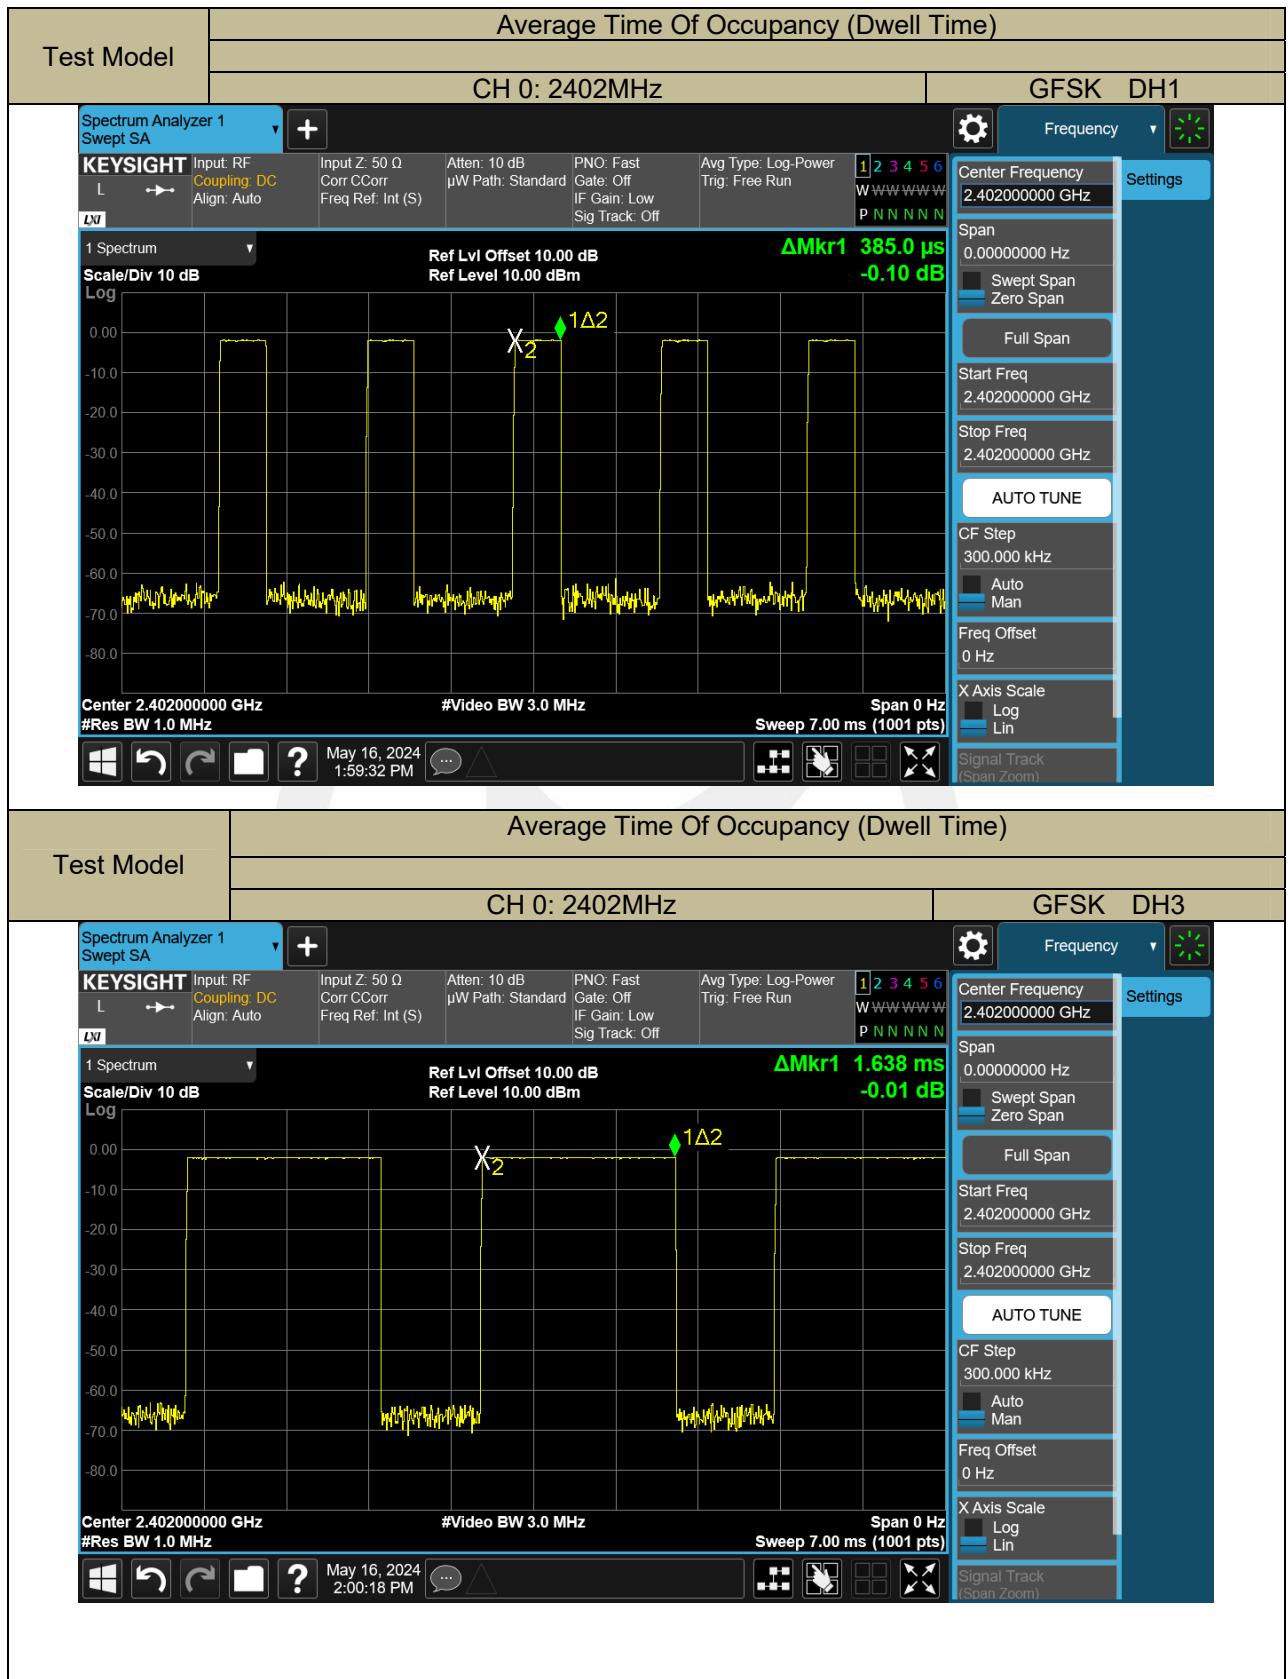 Average Time Of Occupancy (Dwell Time)
Test Model
CH 0: 2402MHz
GFSK DH1
Spectrum Analyzer 1
Swept SA
Frequency
KEYSIGHT
L
LXI
Input: RF
Coupling: DC
Align: Auto
Input Z: 50 Ω
Corr CCorr
Freq Ref: Int (S)
Atten: 10 dB
µW Path: Standard
PNO: Fast
Gate: Off
IF Gain: Low
Sig Track: Off
Avg Type: Log-Power
Trig: Free Run
1 2 3 4 5 6
W W W W W W
P N N N N N
Center Frequency
2.402000000 GHz
Settings
1 Spectrum
Scale/Div 10 dB
Log
Ref Lvl Offset 10.00 dB
Ref Level 10.00 dBm
ΔMkr1 385.0 µs
-0.10 dB
Span
0.00000000 Hz
Swept Span
Zero Span
Full Span
Start Freq
2.402000000 GHz
Stop Freq
2.402000000 GHz
AUTO TUNE
CF Step
300.000 kHz
Auto
Man
Freq Offset
0 Hz
X Axis Scale
Log
Lin
Signal Track
(Span Zoom)
1Δ2
X2
0.00
-10.0
-20.0
-30.0
-40.0
-50.0
-60.0
-70.0
-80.0
Center 2.402000000 GHz
#Res BW 1.0 MHz
#Video BW 3.0 MHz
Span 0 Hz
Sweep 7.00 ms (1001 pts)
?
May 16, 2024
1:59:32 PM
Average Time Of Occupancy (Dwell Time)
Test Model
CH 0: 2402MHz
GFSK DH3
Spectrum Analyzer 1
Swept SA
Frequency
KEYSIGHT
L
LXI
Input: RF
Coupling: DC
Align: Auto
Input Z: 50 Ω
Corr CCorr
Freq Ref: Int (S)
Atten: 10 dB
µW Path: Standard
PNO: Fast
Gate: Off
IF Gain: Low
Sig Track: Off
Avg Type: Log-Power
Trig: Free Run
1 2 3 4 5 6
W W W W W W
P N N N N N
Center Frequency
2.402000000 GHz
Settings
1 Spectrum
Scale/Div 10 dB
Log
Ref Lvl Offset 10.00 dB
Ref Level 10.00 dBm
ΔMkr1 1.638 ms
-0.01 dB
Span
0.00000000 Hz
Swept Span
Zero Span
Full Span
Start Freq
2.402000000 GHz
Stop Freq
2.402000000 GHz
AUTO TUNE
CF Step
300.000 kHz
Auto
Man
Freq Offset
0 Hz
X Axis Scale
Log
Lin
Signal Track
(Span Zoom)
1Δ2
X2
0.00
-10.0
-20.0
-30.0
-40.0
-50.0
-60.0
-70.0
-80.0
Center 2.402000000 GHz
#Res BW 1.0 MHz
#Video BW 3.0 MHz
Span 0 Hz
Sweep 7.00 ms (1001 pts)
?
May 16, 2024
2:00:18 PM